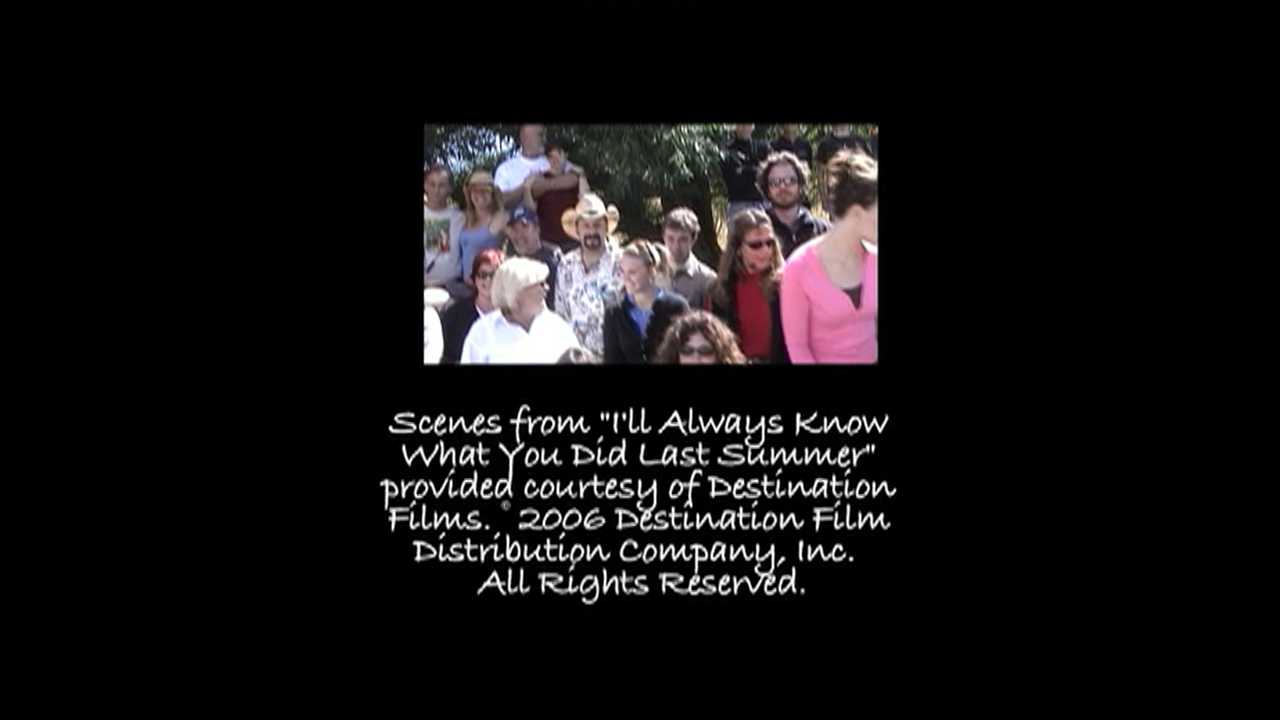 Scenes from "I'll Always Know
What You Did Last Summer"
provided courtesy of Destination
Films. © 2006 Destination Film
Distribution Company, Inc.
All Rights Reserved.